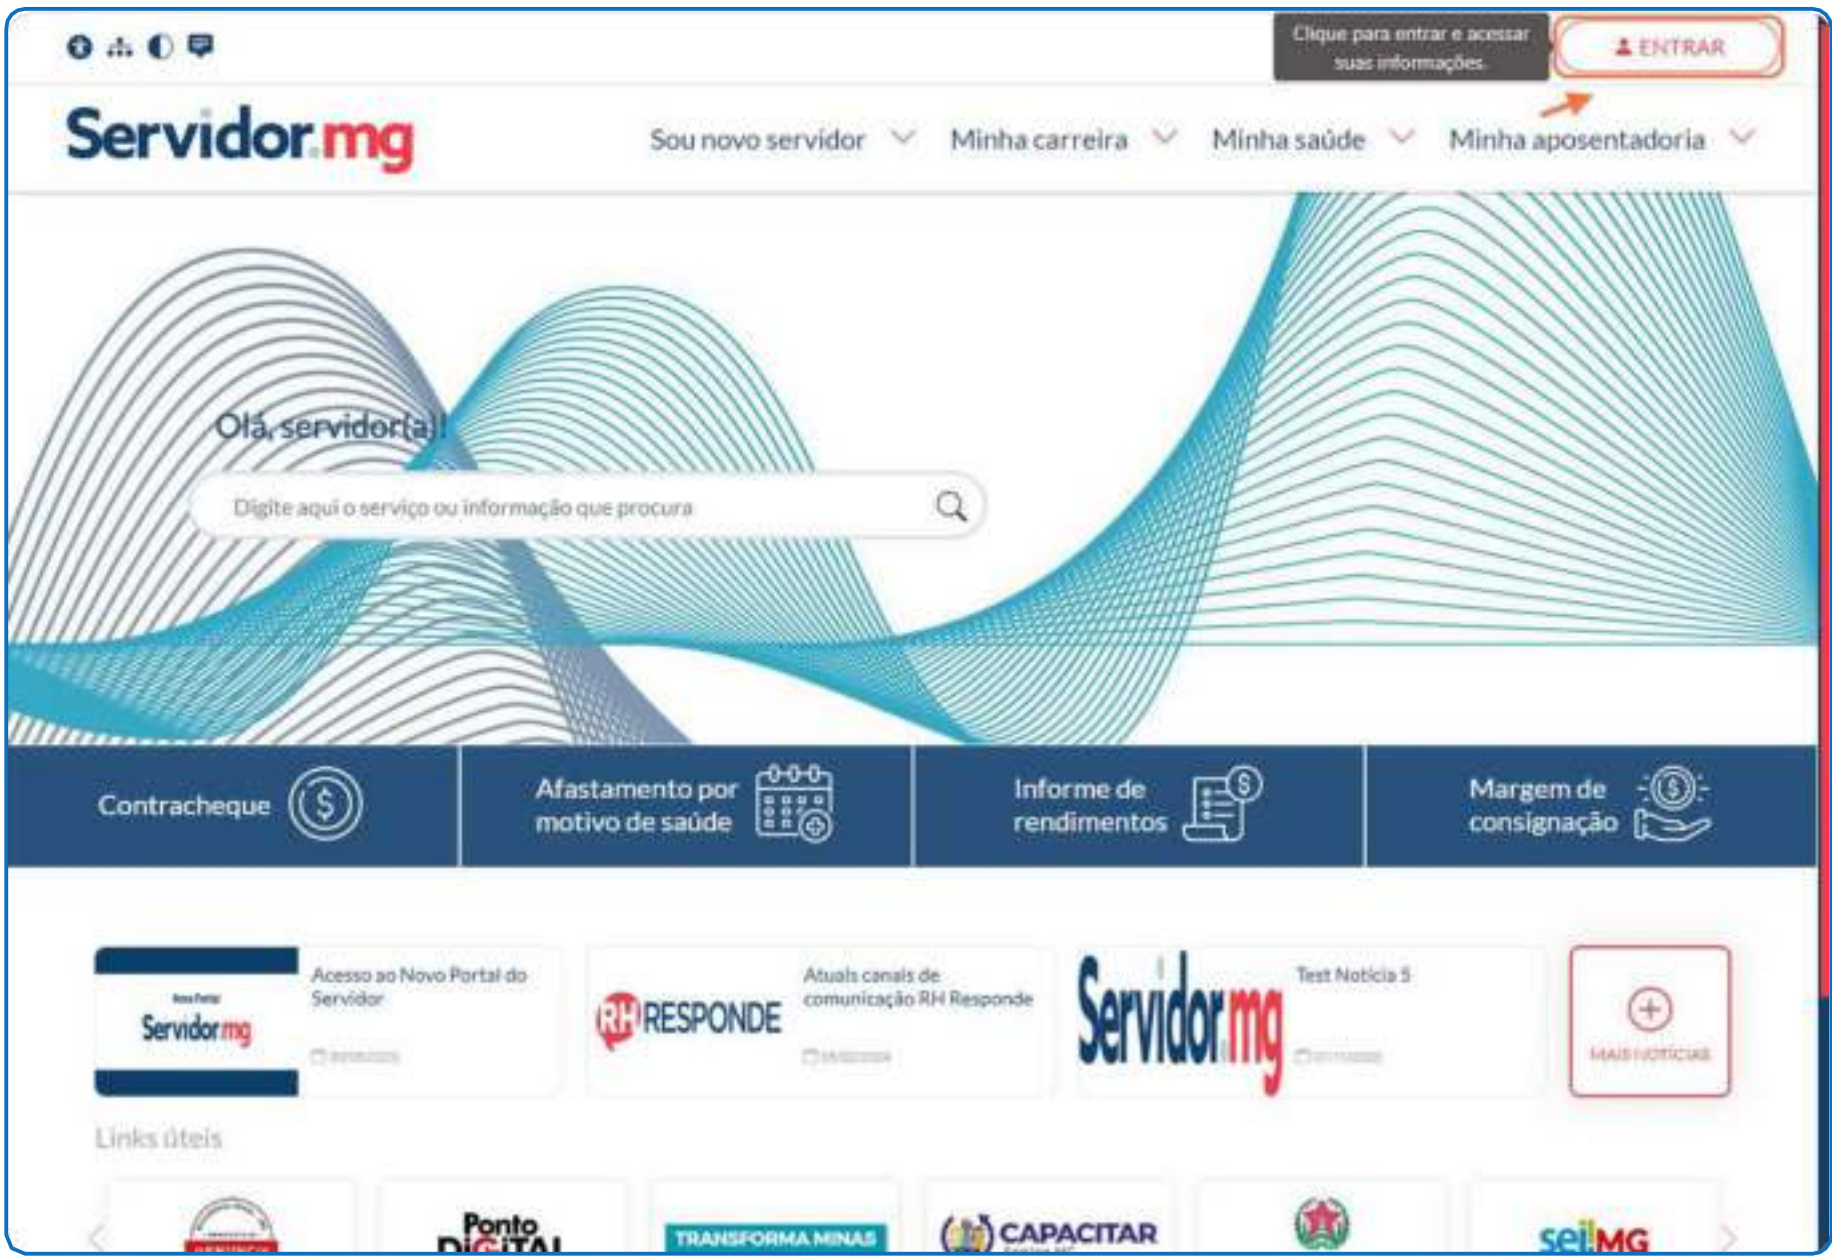 Clique para entrar e acessar
suas informações.
ENTRAR
Servidor.mg
Sou novo servidor
Minha carreira
Minha saúde
Minha aposentadoria
Olá, servidor(a)!
Digite aqui o serviço ou informação que procura
Contracheque
Afastamento por
motivo de saúde
Informe de
rendimentos
Margem de
consignação
Novo Portal
Servidor.mg
Acesso ao Novo Portal do
Servidor
RH RESPONDE
Atuais canais de
comunicação RH Responde
Servidor.mg
Test Notícia 5
MAIS NOTÍCIAS
Links úteis
Ponto
DiGiTAL
TRANSFORMA MINAS
CAPACITAR
sei!MG